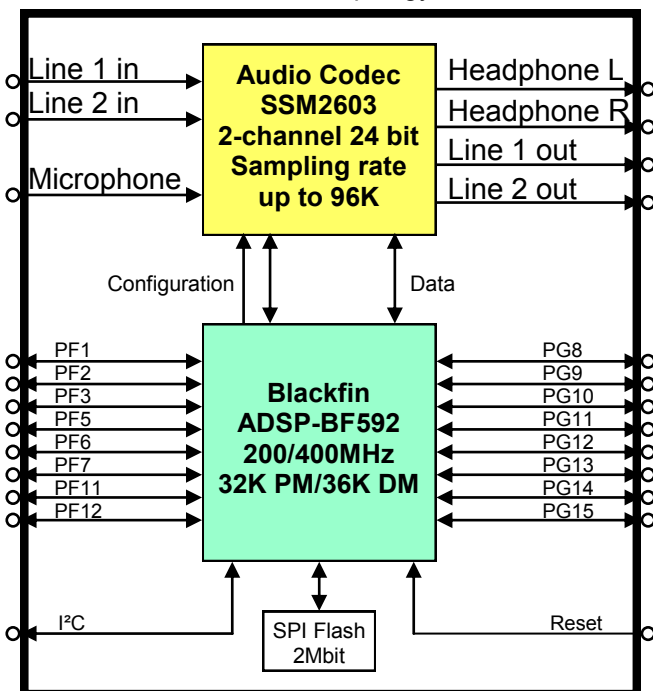 Line 1 in
Line 2 in
Microphone
Audio Codec
SSM2603
2-channel 24 bit
Sampling rate
up to 96K
Headphone L
Headphone R
Line 1 out
Line 2 out
Configuration
Data
PF1
PF2
PF3
PF5
PF6
PF7
PF11
PF12
Blackfin
ADSP-BF592
200/400MHz
32K PM/36K DM
PG8
PG9
PG10
PG11
PG12
PG13
PG14
PG15
I²C
SPI Flash
2Mbit
Reset